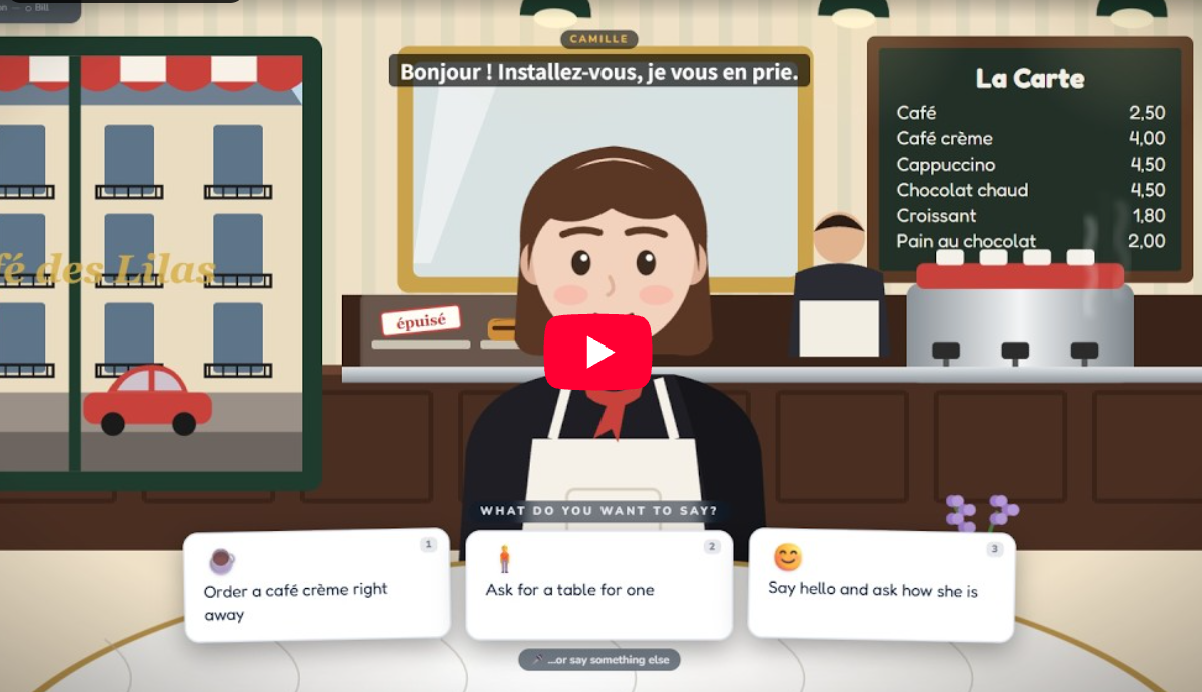 Bill
CAMILLE
Bonjour ! Installez-vous, je vous en prie.
La Carte
Café 2,50
Café crème 4,00
Cappuccino 4,50
Chocolat chaud 4,50
Croissant 1,80
Pain au chocolat 2,00
fé des Lilas
épuisé
WHAT DO YOU WANT TO SAY?
1
Order a café crème right
away
2
Ask for a table for one
3
Say hello and ask how she is
...or say something else